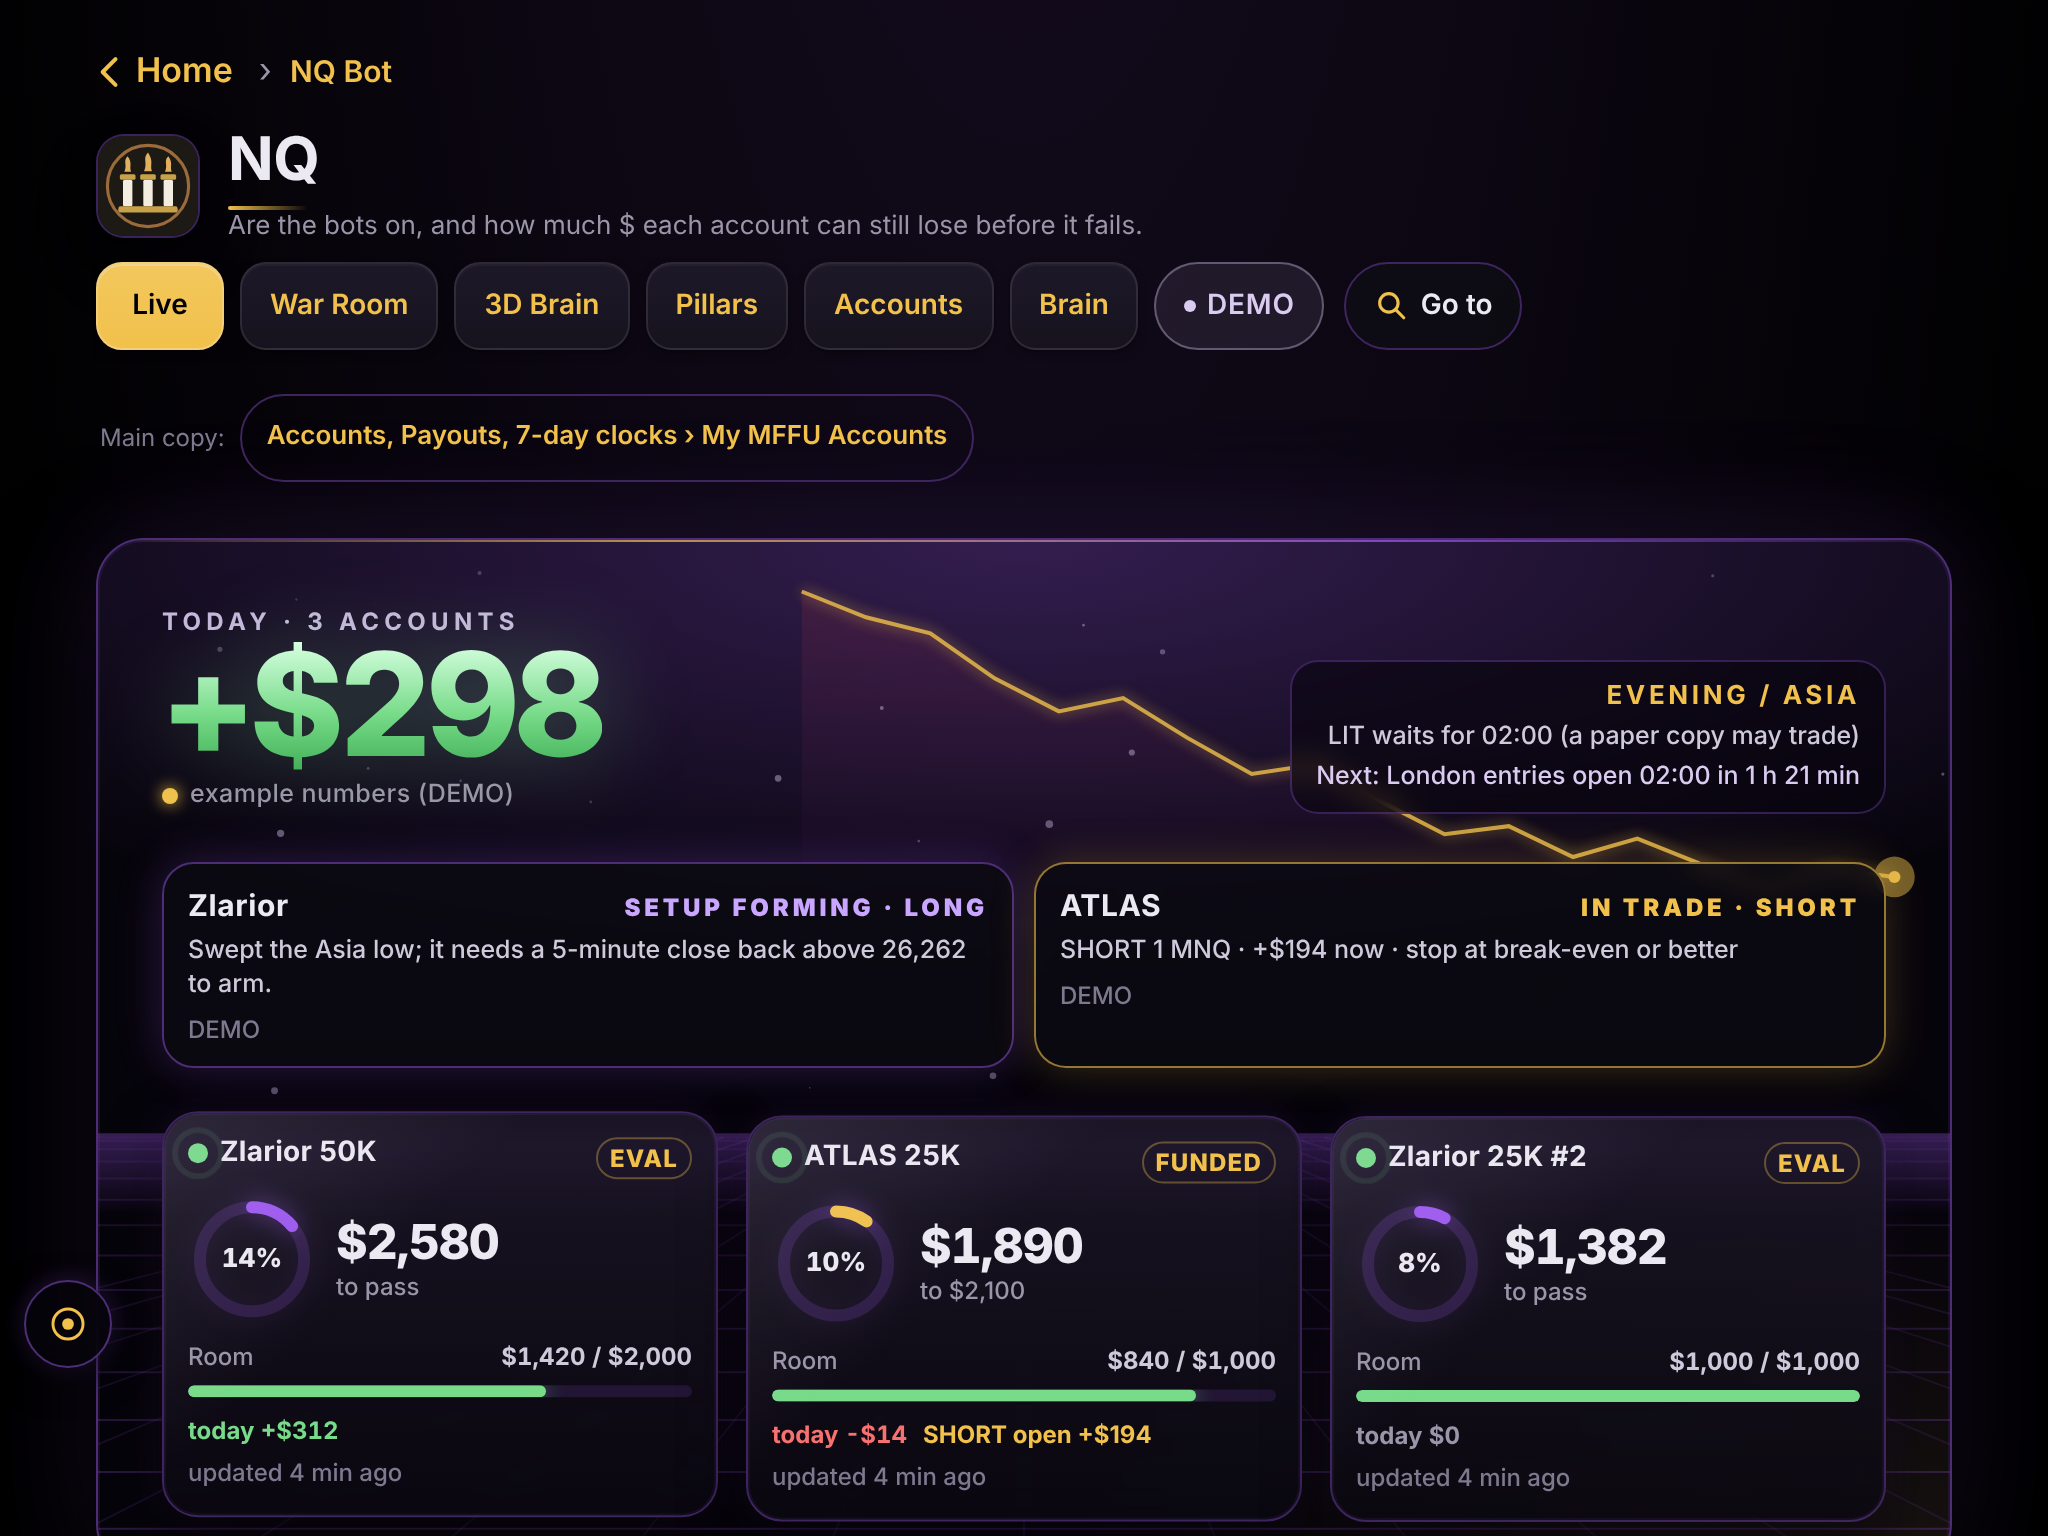 Home › NQ Bot
NQ
Are the bots on, and how much $ each account can still lose before it fails.
Live War Room 3D Brain Pillars Accounts Brain DEMO Go to
Main copy: Accounts, Payouts, 7-day clocks › My MFFU Accounts
TODAY · 3 ACCOUNTS
+$298
example numbers (DEMO)
EVENING / ASIA
LIT waits for 02:00 (a paper copy may trade)
Next: London entries open 02:00 in 1 h 21 min
Zlarior SETUP FORMING · LONG
Swept the Asia low; it needs a 5-minute close back above 26,262
to arm.
DEMO
ATLAS IN TRADE · SHORT
SHORT 1 MNQ · +$194 now · stop at break-even or better
DEMO
Zlarior 50K EVAL
14% $2,580
to pass
Room $1,420 / $2,000
today +$312
updated 4 min ago
ATLAS 25K FUNDED
10% $1,890
to $2,100
Room $840 / $1,000
today -$14 SHORT open +$194
updated 4 min ago
Zlarior 25K #2 EVAL
8% $1,382
to pass
Room $1,000 / $1,000
today $0
updated 4 min ago